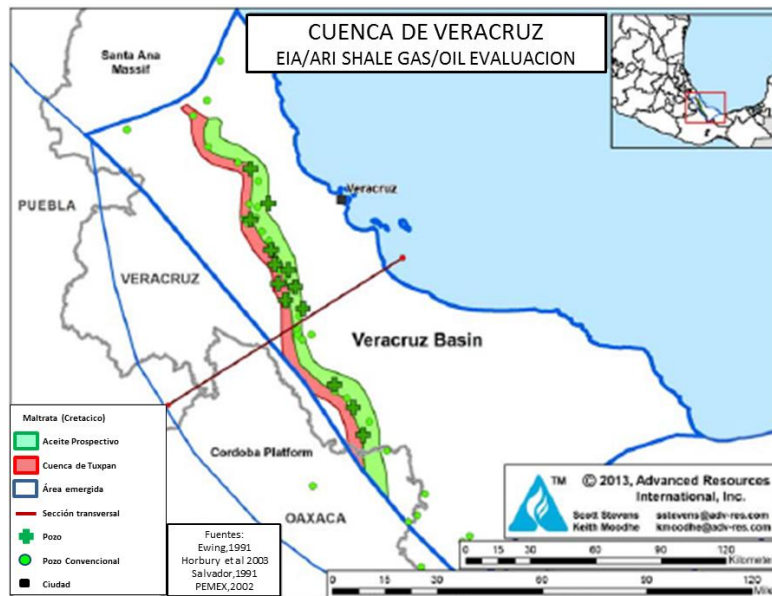 CUENCA DE VERACRUZ
EIA/ARI SHALE GAS/OIL EVALUACION
Santa Ana
Massif
PUEBLA
Veracruz
VERACRUZ
Veracruz Basin
Cordoba Platform
OAXACA
Maltrata (Cretacico)
Aceite Prospectivo
Cuenca de Tuxpan
Área emergida
Sección transversal
Pozo
Pozo Convencional
Ciudad
Fuentes:
Ewing,1991
Horbury et al 2003
Salvador,1991
PEMEX,2002
TM © 2013, Advanced Resources
International, Inc.
Scott Stevens sstevens@adv-res.com
Keith Moodhe kmoodhe@adv-res.com
0 15 30 60 90 120
Kilometer
0 15 30 60 90 120
Mile